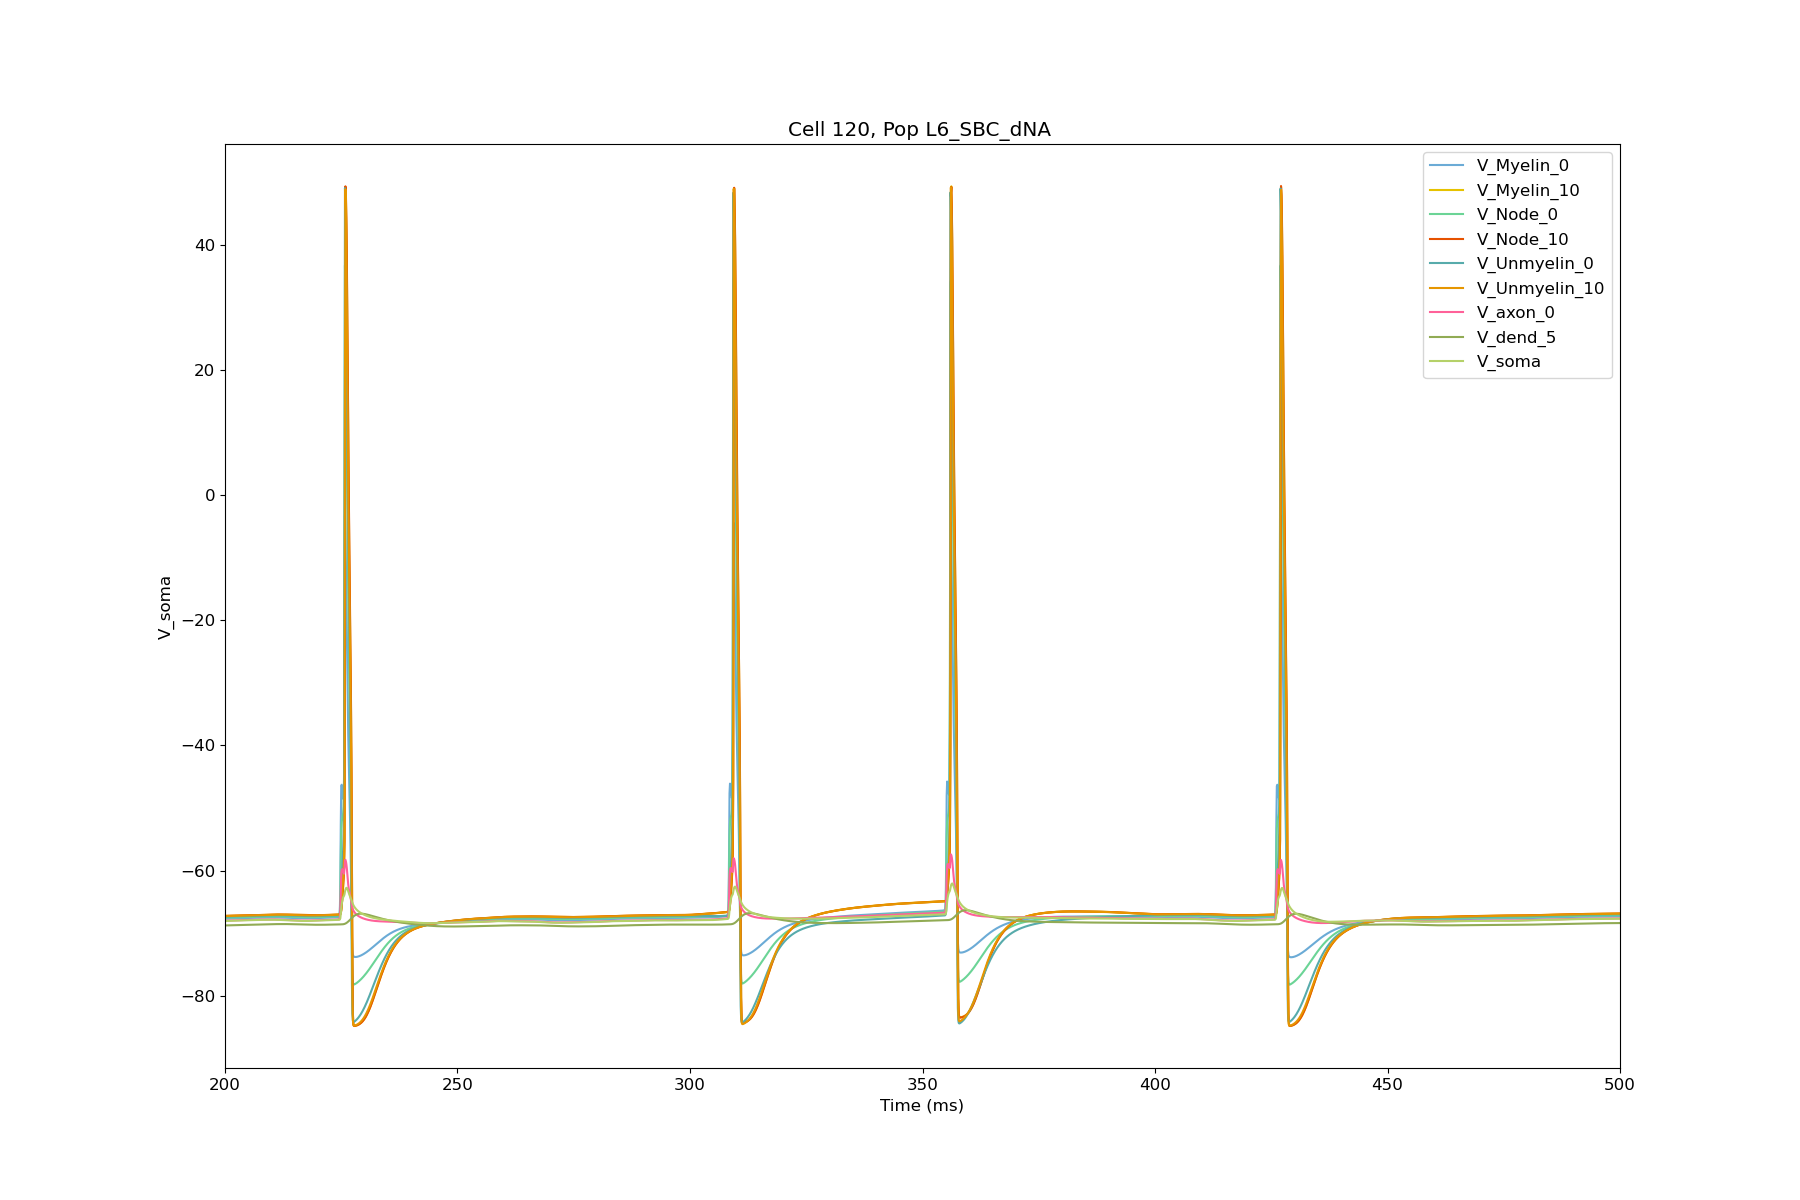 Cell 120, Pop L6_SBC_dNA
V_Myelin_0
V_Myelin_10
V_Node_0
V_Node_10
V_Unmyelin_0
V_Unmyelin_10
V_axon_0
V_dend_5
V_soma
40
20
0
−20
−40
−60
−80
V_soma
200 250 300 350 400 450 500
Time (ms)